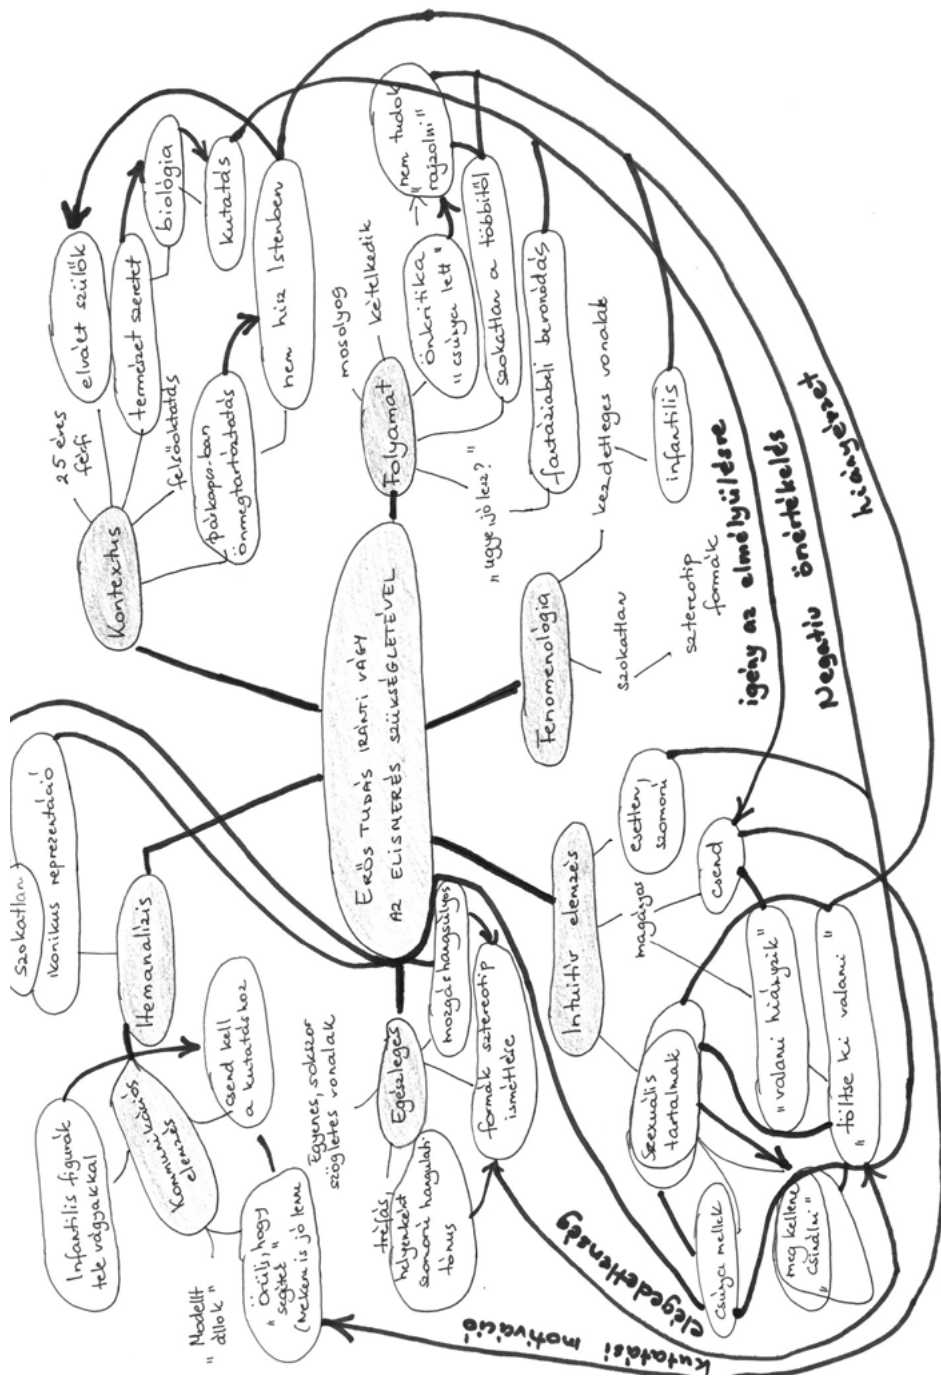 Szokatlan
ikonikus reprezentáció
Itemanalízis
Infantilis figurák
tele vágyakkal
Kommunikációs
elemzés
csend kell
a kutatáshoz
"Modellt
állok"
"Örülj, hogy
segítek"
(nekem is jó lenne
Kontextus
25 éves
férfi
elvált szülők
természet szeretet
biológia
kutatás
felsőoktatás
párkapcs.-ban
önmegtartóztatás
nem hisz Istenben
ERŐS TUDÁS IRÁNTI VÁGY
AZ ELISMERÉS SZÜKSÉGLETÉVEL
Folyamat
mosolyog
kételkedik
önkritika
"csúnya lett"
"nem tudok
rajzolni"
szokatlan a többitől
"ugye jó lesz?"
fantáziabeli bevonódás
Fenomenológia
kezdetleges vonalak
infantilis
szokatlan
sztereotip
formák
Egészleges
Egyenes, sokszor
szögletes vonalak
mozgás hangsúlyos
formák sztereotip
ismétlése
tréfás,
helyenként
szomorú hangulati
tónus
Intuitív elemzés
esetlen,
szomorú
magányos
csend
"valami hiányzik"
"töltse ki valami"
Szexuális
tartalmak
csúnya mellek
"meg kellene
csinálni"
igény az elmélyülésre
Negatív önértékelés
hiányérzet
elégedetlenség
kutatási motiváció